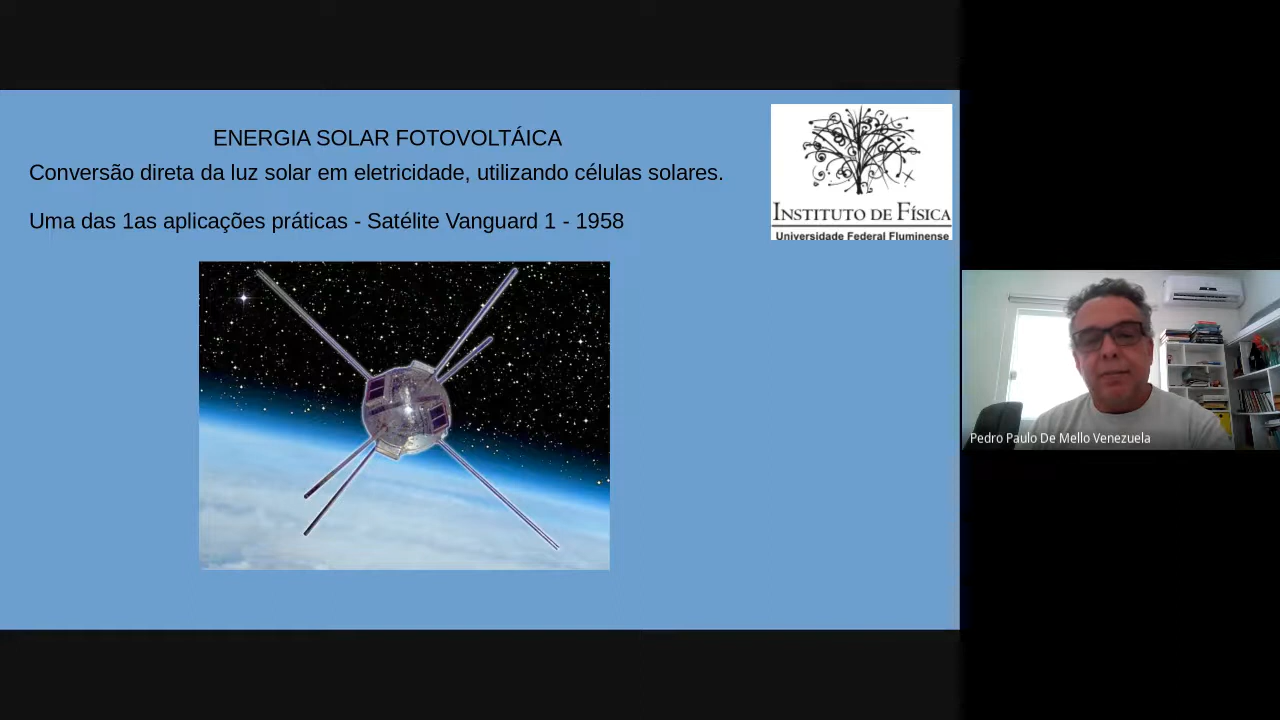 ENERGIA SOLAR FOTOVOLTÁICA
Conversão direta da luz solar em eletricidade, utilizando células solares.
Uma das 1as aplicações práticas - Satélite Vanguard 1 - 1958
INSTITUTO DE FÍSICA
Universidade Federal Fluminense
Pedro Paulo De Mello Venezuela